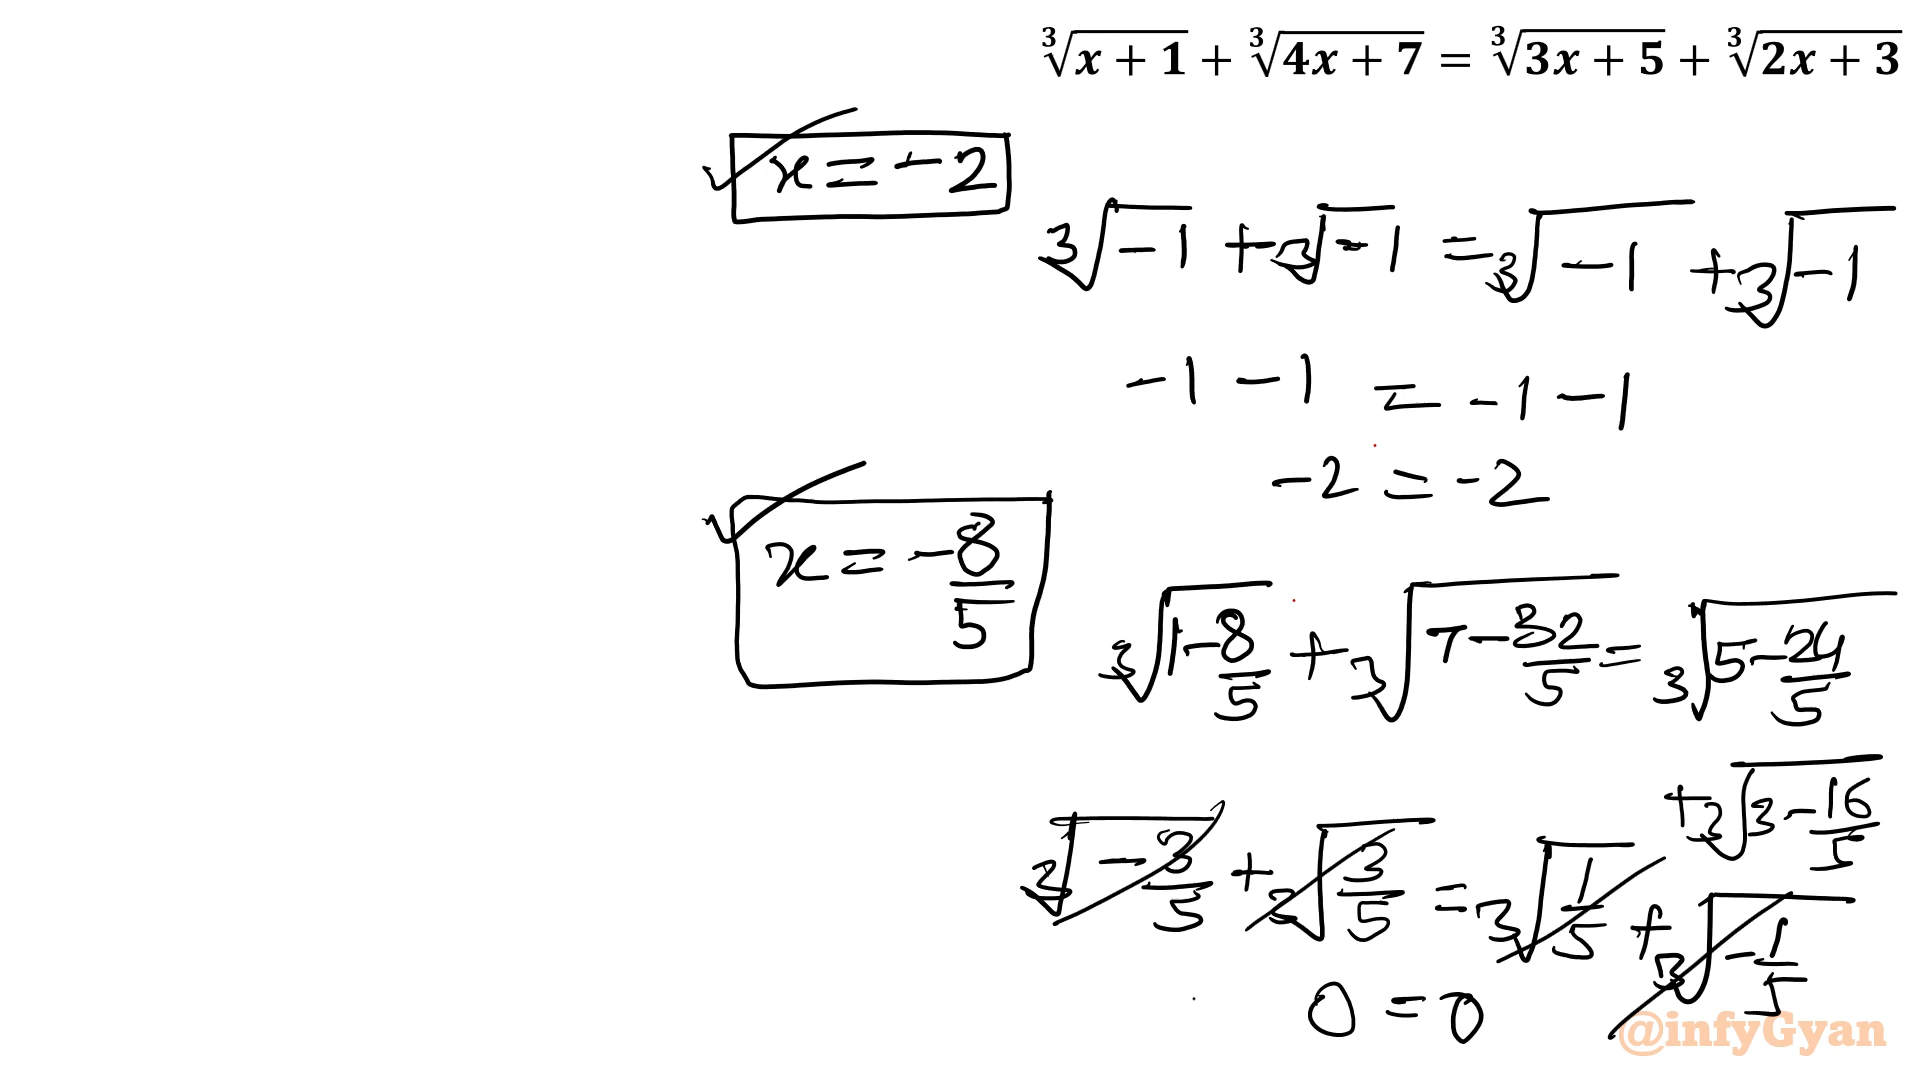 ∛(x + 1) + ∛(4x + 7) = ∛(3x + 5) + ∛(2x + 3)
x = -2
∛(-1) + ∛(-1) = ∛(-1) + ∛(-1)
-1 - 1 = -1 - 1
-2 = -2
x = -8/5
∛(1 - 8/5) + ∛(7 - 32/5) = ∛(5 - 24/5)
+ ∛(3 - 16/5)
∛(-3/5) + ∛(3/5) = ∛(1/5) + ∛(-1/5)
0 = 0
@infyGyan